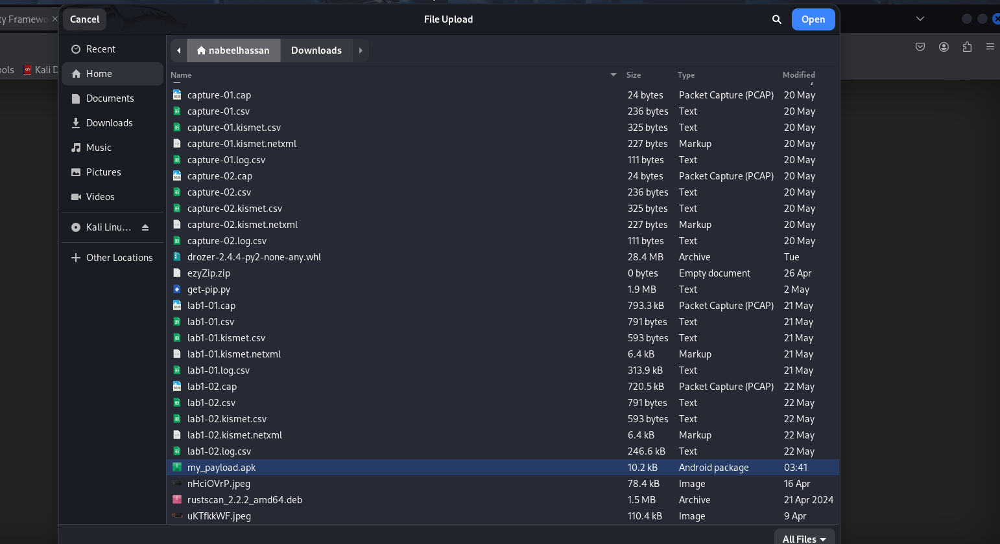 Cancel File Upload Open
ty Framewo
ools Kali D
Recent
Home
Documents
Downloads
Music
Pictures
Videos
Kali Linu...
Other Locations
nabeelhassan Downloads
Name Size Type Modified
capture-01.cap 24 bytes Packet Capture (PCAP) 20 May
capture-01.csv 236 bytes Text 20 May
capture-01.kismet.csv 325 bytes Text 20 May
capture-01.kismet.netxml 227 bytes Markup 20 May
capture-01.log.csv 111 bytes Text 20 May
capture-02.cap 24 bytes Packet Capture (PCAP) 20 May
capture-02.csv 236 bytes Text 20 May
capture-02.kismet.csv 325 bytes Text 20 May
capture-02.kismet.netxml 227 bytes Markup 20 May
capture-02.log.csv 111 bytes Text 20 May
drozer-2.4.4-py2-none-any.whl 28.4 MB Archive Tue
ezyZip.zip 0 bytes Empty document 26 Apr
get-pip.py 1.9 MB Text 2 May
lab1-01.cap 793.3 kB Packet Capture (PCAP) 21 May
lab1-01.csv 791 bytes Text 21 May
lab1-01.kismet.csv 593 bytes Text 21 May
lab1-01.kismet.netxml 6.4 kB Markup 21 May
lab1-01.log.csv 313.9 kB Text 21 May
lab1-02.cap 720.5 kB Packet Capture (PCAP) 22 May
lab1-02.csv 791 bytes Text 22 May
lab1-02.kismet.csv 593 bytes Text 22 May
lab1-02.kismet.netxml 6.4 kB Markup 22 May
lab1-02.log.csv 246.6 kB Text 22 May
my_payload.apk 10.2 kB Android package 03:41
nHciOVrP.jpeg 78.4 kB Image 16 Apr
rustscan_2.2.2_amd64.deb 1.5 MB Archive 21 Apr 2024
uKTfkkWF.jpeg 110.4 kB Image 9 Apr
All Files